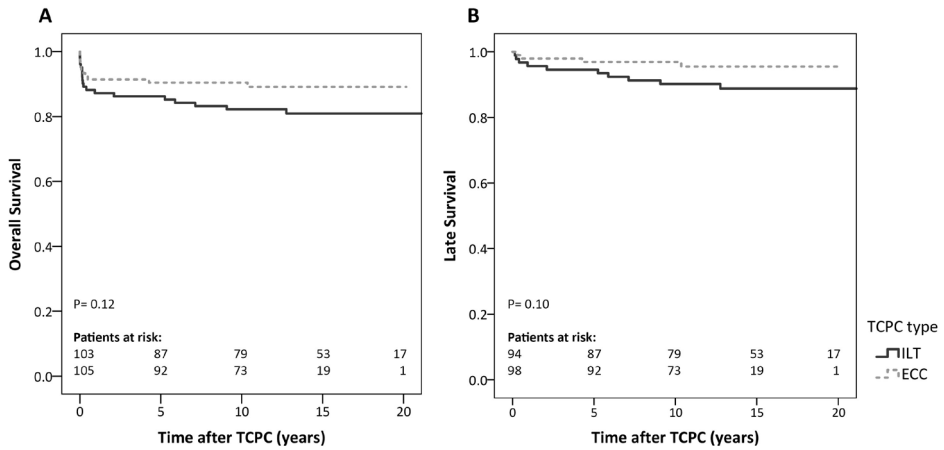 A
B
1.0
0.8
0.6
0.4
0.2
0.0
Overall Survival
P= 0.12
Patients at risk:
103 87 79 53 17
105 92 73 19 1
0 5 10 15 20
Time after TCPC (years)
1.0
0.8
0.6
0.4
0.2
0.0
Late Survival
P= 0.10
Patients at risk:
94 87 79 53 17
98 92 73 19 1
0 5 10 15 20
Time after TCPC (years)
TCPC type
ILT
ECC